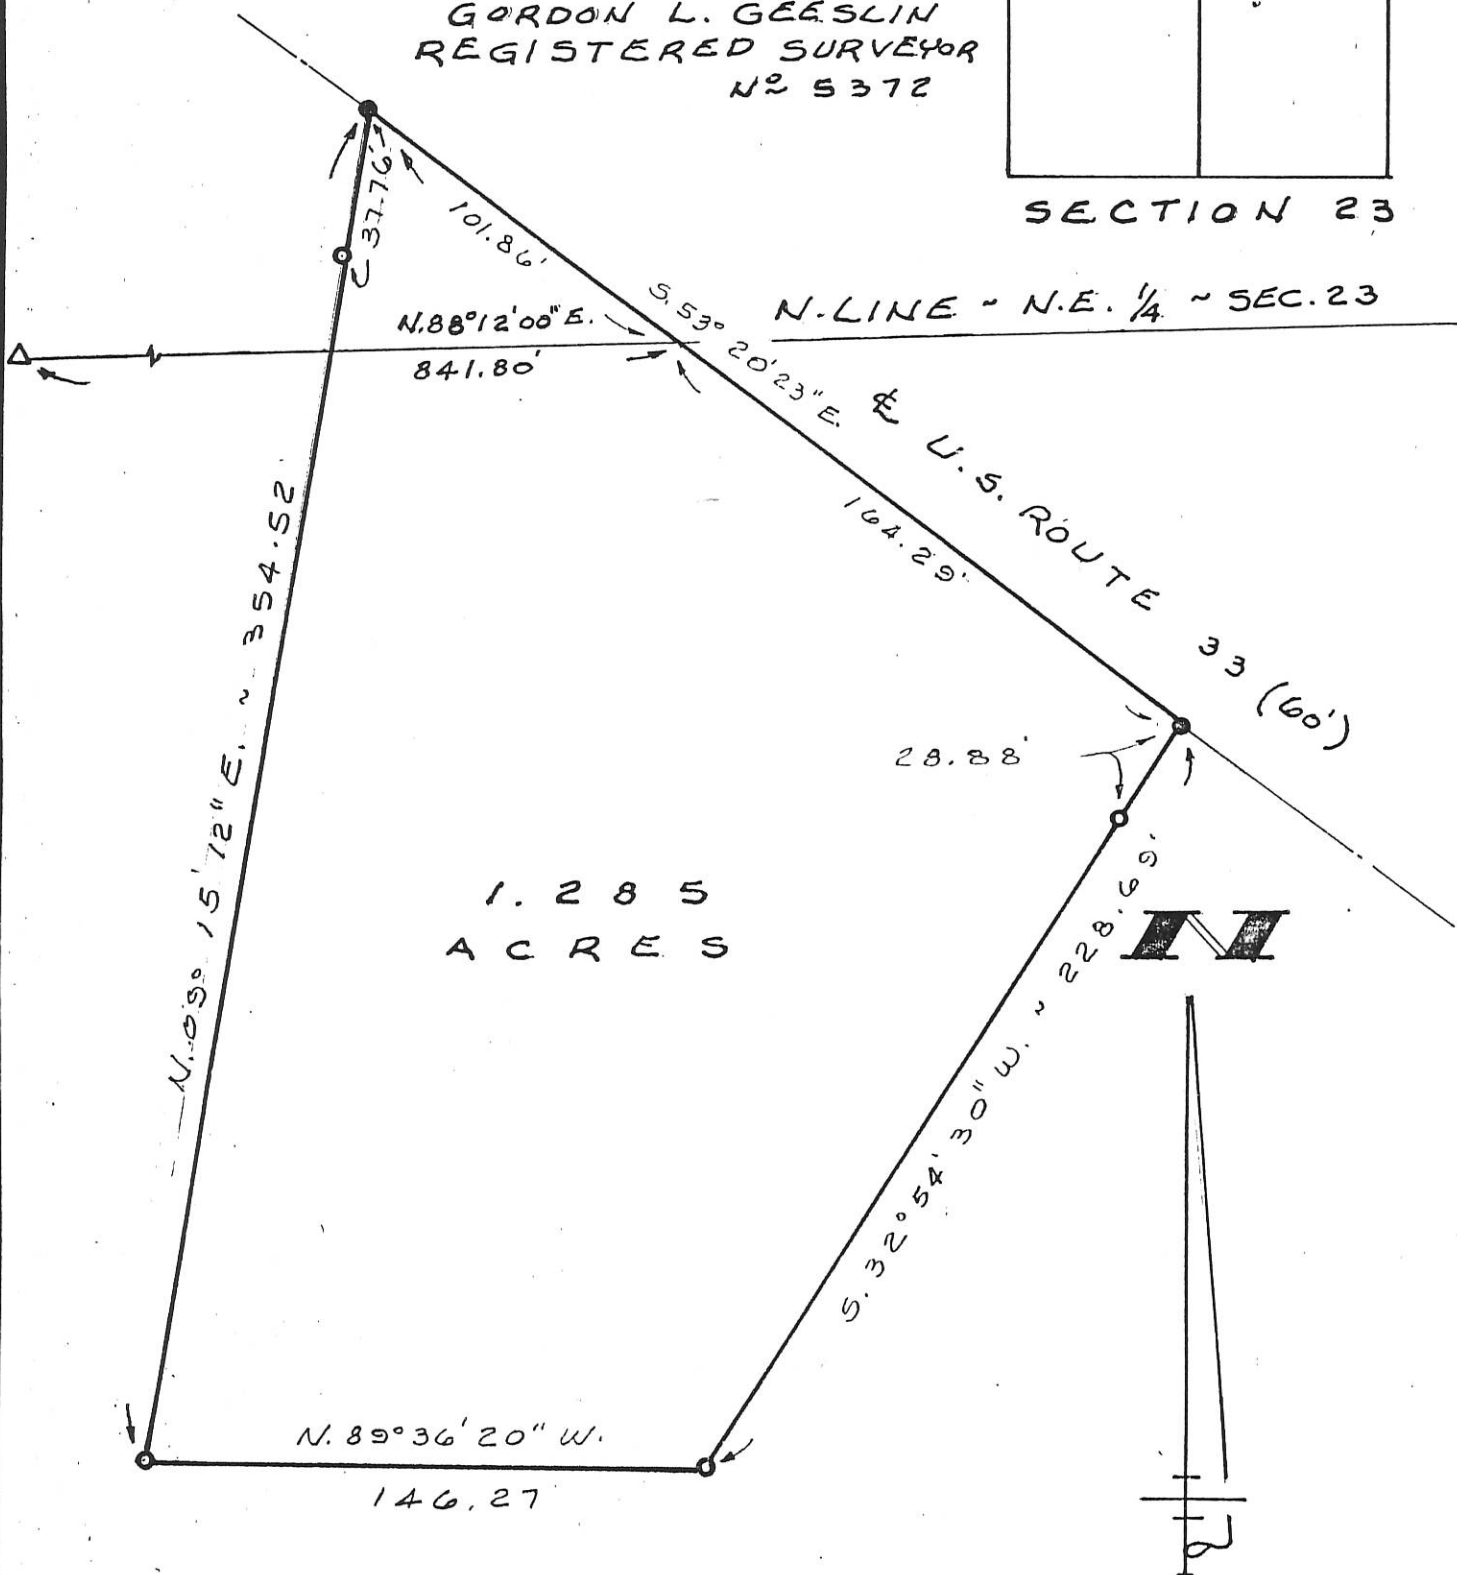 GORDON L. GEESLIN
REGISTERED SURVEYOR
Nº 5372
SECTION 23
37.76'
101.86'
N. LINE ~ N.E. 1/4 ~ SEC. 23
N.88°12'00"E.
841.80'
S.53°20'23"E.
℄ U.S. ROUTE 33 (60')
164.29'
N.09°15'12"E. ~ 354.52'
28.88'
1.285
ACRES
S.32°54'30"W. ~ 228.69'
N
N.89°36'20"W.
146.27